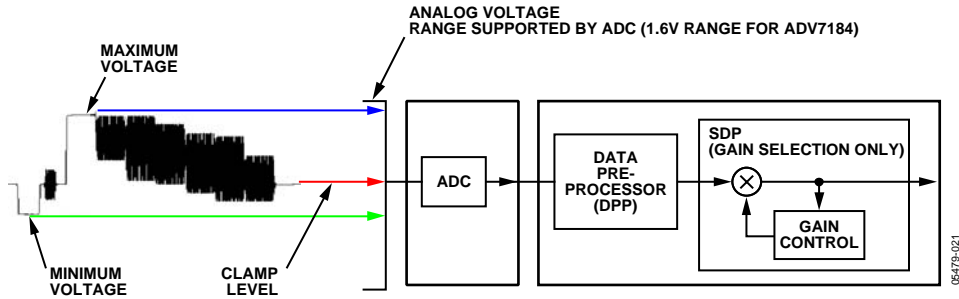 ANALOG VOLTAGE
RANGE SUPPORTED BY ADC (1.6V RANGE FOR ADV7184)
MAXIMUM
VOLTAGE
SDP
(GAIN SELECTION ONLY)
ADC
DATA
PRE-
PROCESSOR
(DPP)
GAIN
CONTROL
MINIMUM
VOLTAGE
CLAMP
LEVEL
05479-021